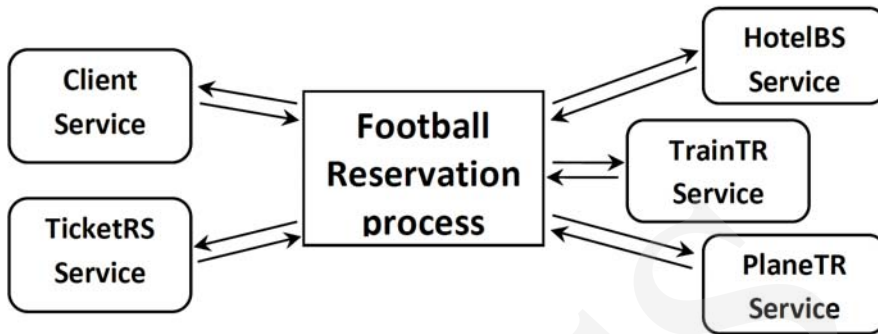 Client
Service
TicketRS
Service
Football
Reservation
process
HotelBS
Service
TrainTR
Service
PlaneTR
Service